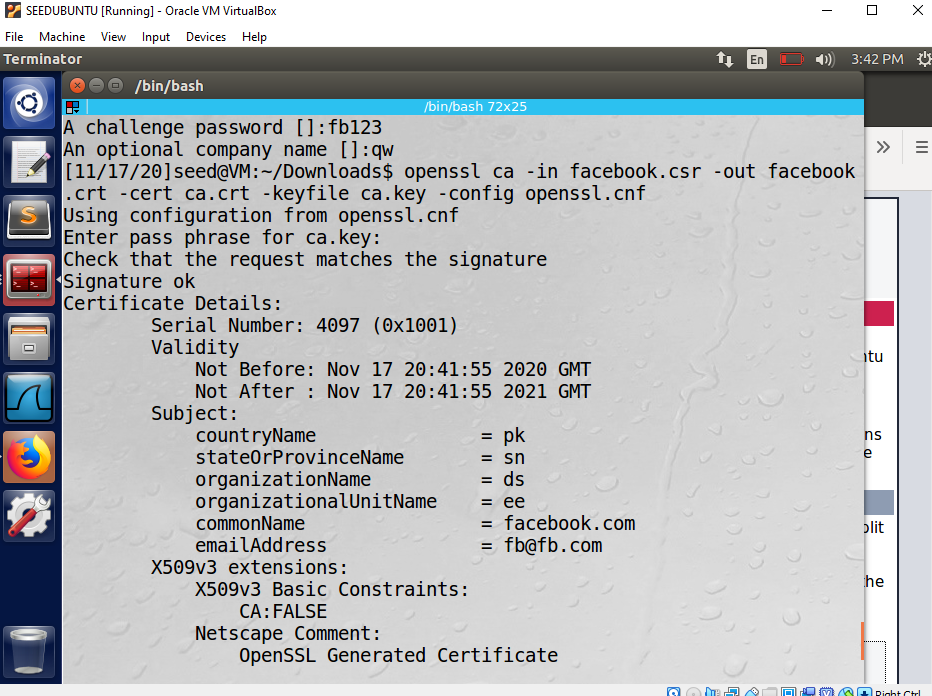 SEEDUBUNTU [Running] - Oracle VM VirtualBox
File Machine View Input Devices Help
Terminator En 3:42 PM
/bin/bash
/bin/bash 72x25
A challenge password []:fb123
An optional company name []:qw
[11/17/20]seed@VM:~/Downloads$ openssl ca -in facebook.csr -out facebook
.crt -cert ca.crt -keyfile ca.key -config openssl.cnf
Using configuration from openssl.cnf
Enter pass phrase for ca.key:
Check that the request matches the signature
Signature ok
Certificate Details:
Serial Number: 4097 (0x1001)
Validity
Not Before: Nov 17 20:41:55 2020 GMT
Not After : Nov 17 20:41:55 2021 GMT
Subject:
countryName = pk
stateOrProvinceName = sn
organizationName = ds
organizationalUnitName = ee
commonName = facebook.com
emailAddress = fb@fb.com
X509v3 extensions:
X509v3 Basic Constraints:
CA:FALSE
Netscape Comment:
OpenSSL Generated Certificate
Right Ctrl